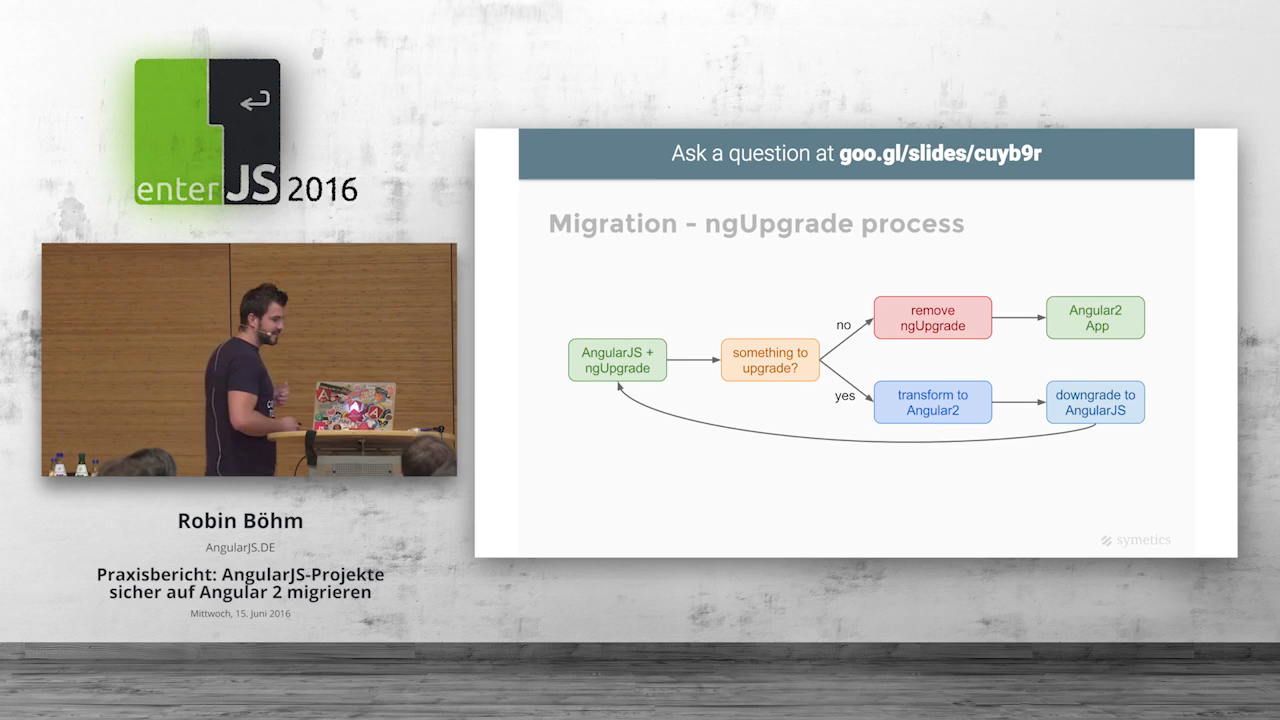 enterJS 2016
Robin Böhm
AngularJS.DE
Praxisbericht: AngularJS-Projekte
sicher auf Angular 2 migrieren
Mittwoch, 15. Juni 2016
Ask a question at goo.gl/slides/cuyb9r
Migration - ngUpgrade process
AngularJS +
ngUpgrade
something to
upgrade?
no
remove
ngUpgrade
Angular2
App
yes
transform to
Angular2
downgrade to
AngularJS
symetics